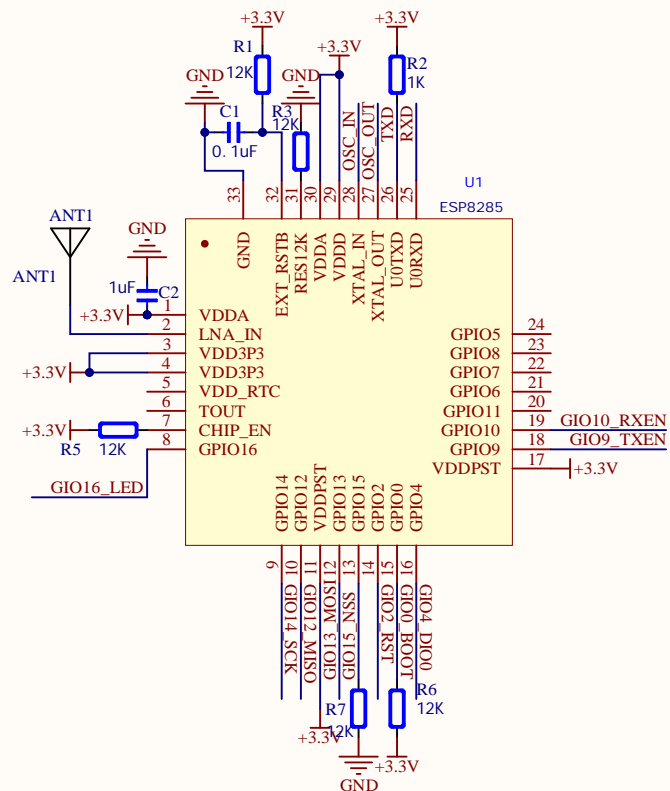 +3.3V
+3.3V
+3.3V
R1
12K
R2
1K
GND
GND
C1
0.1uF
R3
12K
OSC_IN
OSC_OUT
TXD
RXD
33
32
31
30
29
28
27
26
25
U1
ESP8285
GND
EXT_RSTB
RES12K
VDDA
VDDD
XTAL_IN
XTAL_OUT
U0TXD
U0RXD
ANT1
ANT1
GND
1uF
C2
+3.3V
1
VDDA
2
LNA_IN
3
VDD3P3
+3.3V
4
VDD3P3
5
VDD_RTC
6
TOUT
+3.3V
R5
12K
7
CHIP_EN
8
GPIO16
GIO16_LED
GPIO5
24
GPIO8
23
GPIO7
22
GPIO6
21
GPIO11
20
GPIO10
19
GIO10_RXEN
GPIO9
18
GIO9_TXEN
VDDPST
17
+3.3V
GPIO14
GPIO12
VDDPST
GPIO13
GPIO15
GPIO2
GPIO0
GPIO4
9
10
11
12
13
14
15
16
GIO14_SCK
GIO12_MISO
GIO13_ISOM
GIO15_SSN
GIO2_RST
GIO0_BOOT
GIO4_DIO0
R7
12K
R6
12K
+3.3V
+3.3V
GND